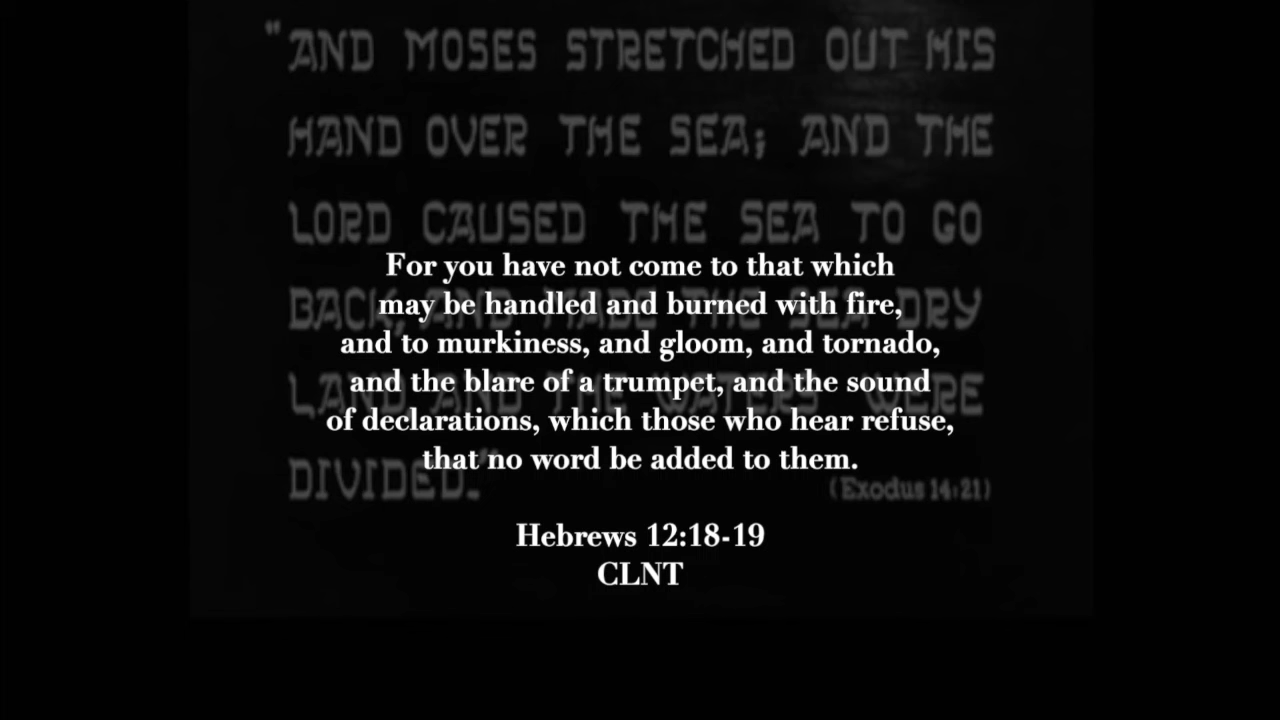 "AND MOSES STRETCHED OUT HIS
HAND OVER THE SEA; AND THE
LORD CAUSED THE SEA TO GO
For you have not come to that which
BACK, AND MADE THE SEA DRY
may be handled and burned with fire,
and to murkiness, and gloom, and tornado,
LAND AND THE WATERS WERE
and the blare of a trumpet, and the sound
of declarations, which those who hear refuse,
that no word be added to them.
DIVIDED."
(Exodus 14:21)
Hebrews 12:18-19
CLNT